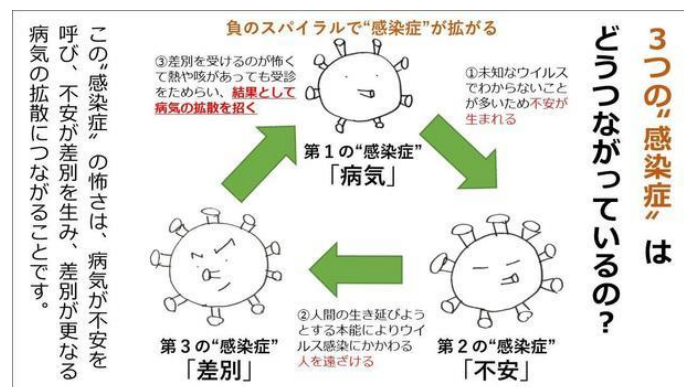 3つの“感染症”は
どうつながっているの？
負のスパイラルで“感染症”が拡がる
①未知なウイルス
でわからないこと
が多いため不安が
生まれる
第１の“感染症”
「病気」
第２の“感染症”
「不安」
②人間の生き延びよう
とする本能によりウイ
ルス感染にかかわる
人を遠ざける
第３の“感染症”
「差別」
③差別を受けるのが怖く
て熱や咳があっても受診
をためらい、結果として
病気の拡散を招く
この“感染症”の怖さは、病気が不安を
呼び、不安が差別を生み、差別が更なる
病気の拡散につながることです。